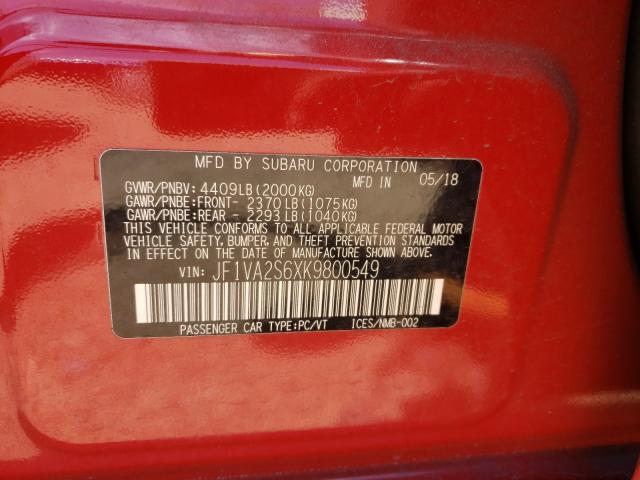 MFD BY SUBARU CORPORATION
MFD IN 05/18
GVWR/PNBV: 4409LB(2000KG)
GAWR/PNBE:FRONT- 2370LB(1075KG)
GAWR/PNBE:REAR - 2293LB(1040KG)
THIS VEHICLE CONFORMS TO ALL APPLICABLE FEDERAL MOTOR
VEHICLE SAFETY, BUMPER, AND THEFT PREVENTION STANDARDS
IN EFFECT ON THE DATE OF MANUFACTURE SHOWN ABOVE.
VIN: JF1VA2S6XK9800549
PASSENGER CAR TYPE:PC/VT ICES/NMB-002